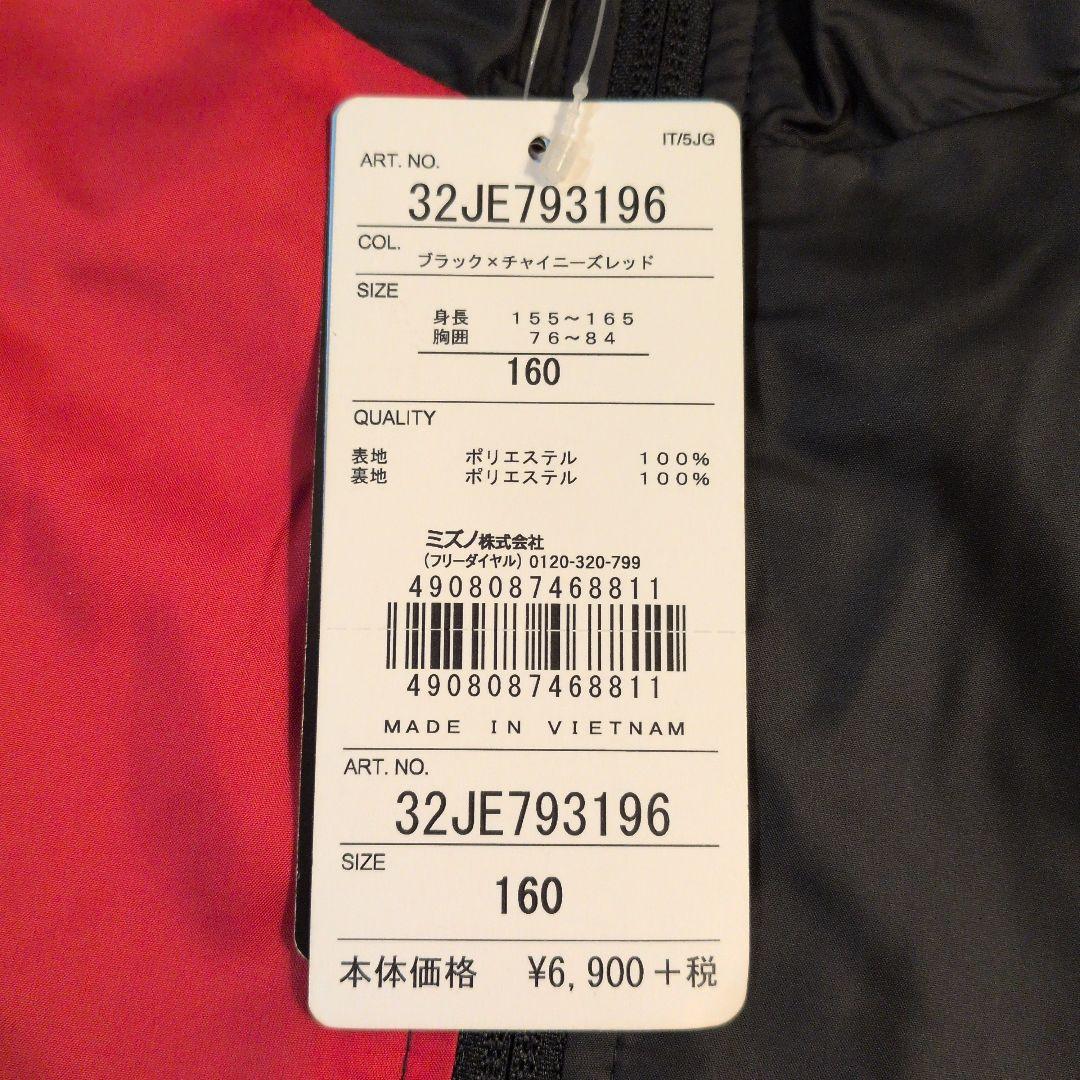 IT/5JG
ART. NO.
32JE793196
COL.
ブラック×チャイニーズレッド
SIZE
身長 155~165
胸囲 76~84
160
QUALITY
表地 ポリエステル 100%
裏地 ポリエステル 100%
ミズノ株式会社
(フリーダイヤル) 0120-320-799
4908087468811
4908087468811
MADE IN VIETNAM
ART. NO.
32JE793196
SIZE
160
本体価格 ¥6,900+税